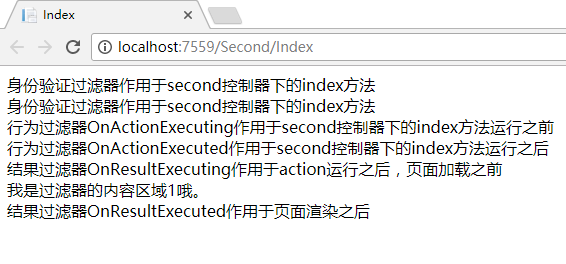 Index
localhost:7559/Second/Index
身份验证过滤器作用于second控制器下的index方法
身份验证过滤器作用于second控制器下的index方法
行为过滤器OnActionExecuting作用于second控制器下的index方法运行之前
行为过滤器OnActionExecuted作用于second控制器下的index方法运行之后
结果过滤器OnResultExecuting作用于action运行之后，页面加载之前
我是过滤器的内容区域1哦。
结果过滤器OnResultExecuted作用于页面渲染之后